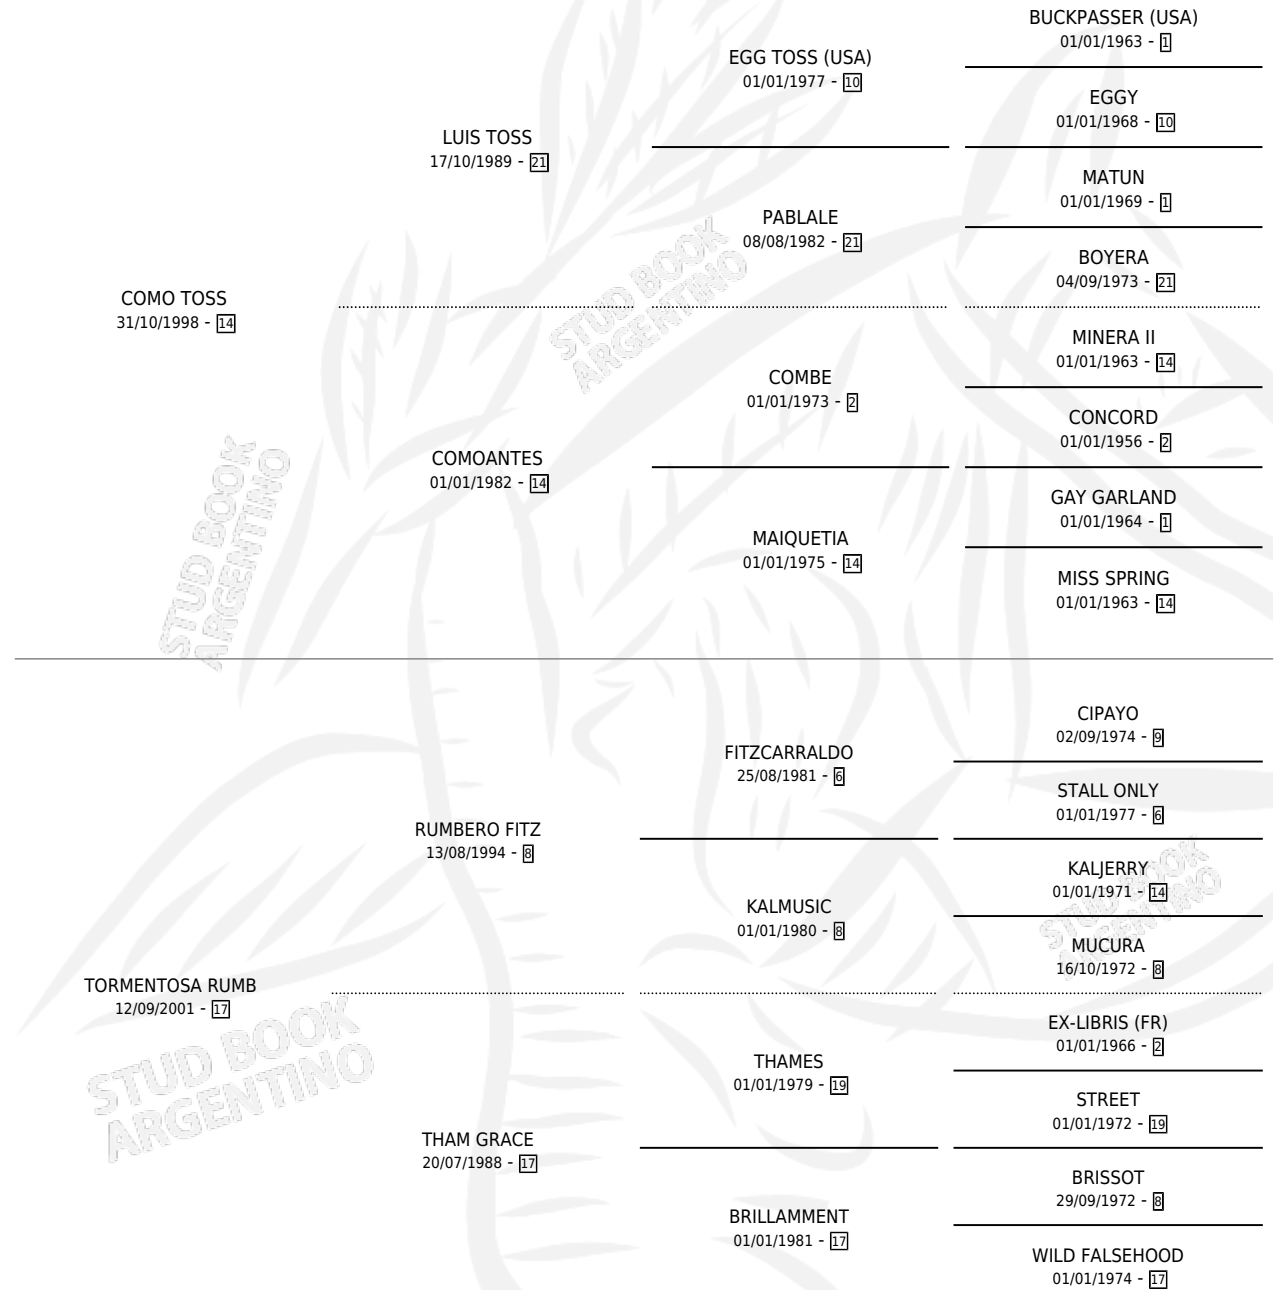 BUCKPASSER (USA)
01/01/1963 - 1
EGG TOSS (USA)
01/01/1977 - 10
EGGY
01/01/1968 - 10
LUIS TOSS
17/10/1989 - 21
MATUN
01/01/1969 - 1
PABLALE
08/08/1982 - 21
BOYERA
04/09/1973 - 21
COMO TOSS
31/10/1998 - 14
MINERA II
01/01/1963 - 14
COMBE
01/01/1973 - 2
CONCORD
01/01/1956 - 2
COMOANTES
01/01/1982 - 14
GAY GARLAND
01/01/1964 - 1
MAIQUETIA
01/01/1975 - 14
MISS SPRING
01/01/1963 - 14
STUD BOOK
ARGENTINO
STUD BOOK
ARGENTINO
CIPAYO
02/09/1974 - 9
FITZCARRALDO
25/08/1981 - 6
STALL ONLY
01/01/1977 - 6
RUMBERO FITZ
13/08/1994 - 8
KALJERRY
01/01/1971 - 14
KALMUSIC
01/01/1980 - 8
MUCURA
16/10/1972 - 8
TORMENTOSA RUMB
12/09/2001 - 17
EX-LIBRIS (FR)
01/01/1966 - 2
THAMES
01/01/1979 - 19
STREET
01/01/1972 - 19
THAM GRACE
20/07/1988 - 17
BRISSOT
29/09/1972 - 8
BRILLAMMENT
01/01/1981 - 17
WILD FALSEHOOD
01/01/1974 - 17
STUD BOOK
ARGENTINO
STUD BOOK
ARGENTINO